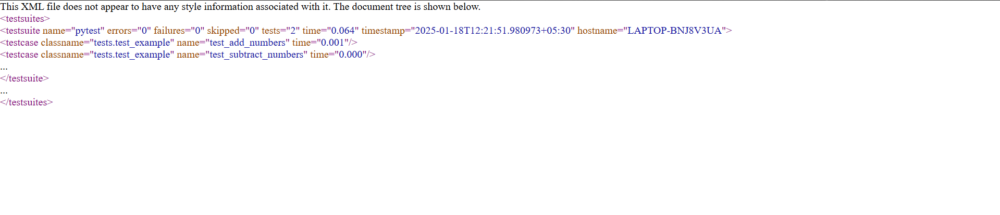 This XML file does not appear to have any style information associated with it. The document tree is shown below.
<testsuites>
<testsuite name="pytest" errors="0" failures="0" skipped="0" tests="2" time="0.064" timestamp="2025-01-18T12:21:51.980973+05:30" hostname="LAPTOP-BNJ8V3UA">
<testcase classname="tests.test_example" name="test_add_numbers" time="0.001"/>
<testcase classname="tests.test_example" name="test_subtract_numbers" time="0.000"/>
...
</testsuite>
...
</testsuites>